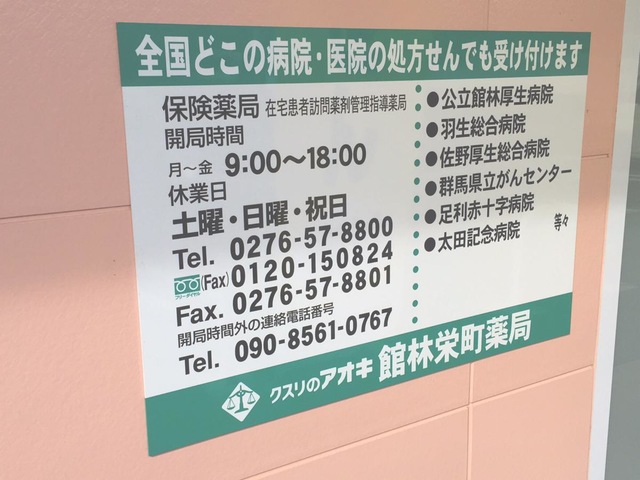 全国どこの病院・医院の処方せんでも受け付けます
保険薬局 在宅患者訪問薬剤管理指導薬局
開局時間
月～金 9:00～18:00
休業日
土曜・日曜・祝日
Tel. 0276-57-8800
フリーダイヤル (Fax) 0120-150824
Fax. 0276-57-8801
開局時間外の連絡電話番号
Tel. 090-8561-0767
●公立館林厚生病院
●羽生総合病院
●佐野厚生総合病院
●群馬県立がんセンター
●足利赤十字病院
●太田記念病院 等々
クスリのアオキ 館林栄町薬局